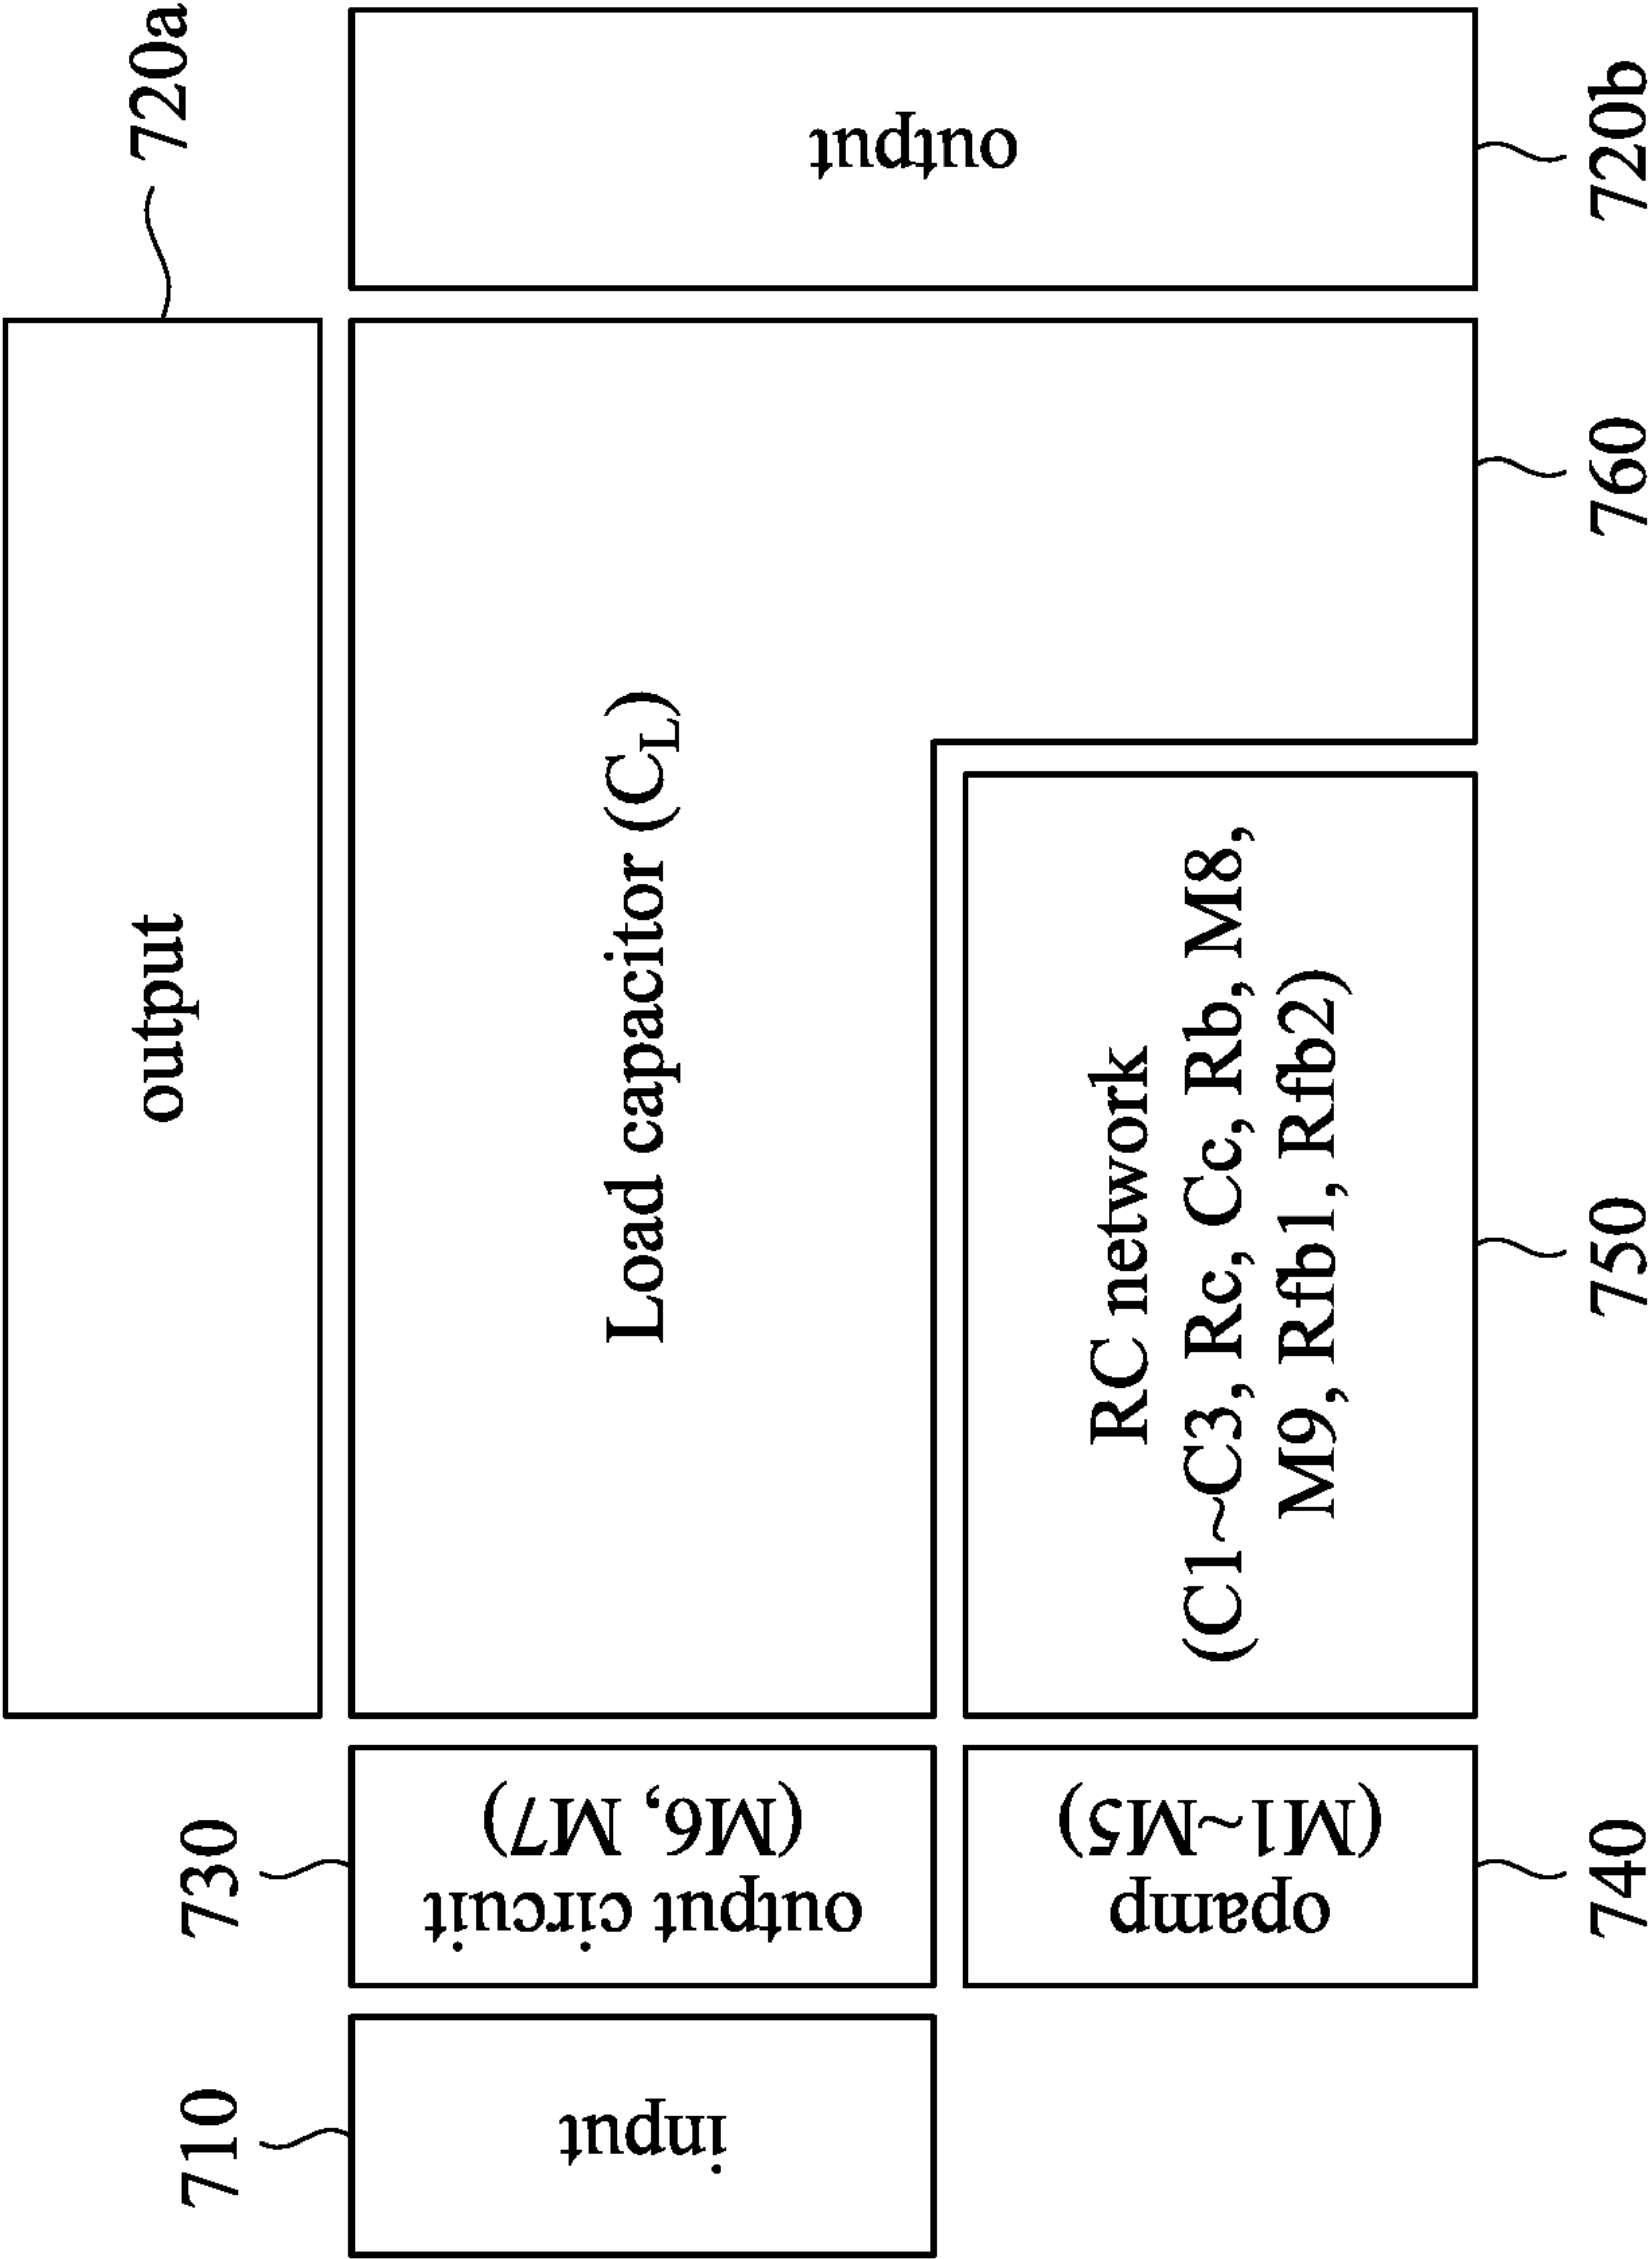 720a
output
Load capacitor (CL)
output
730
output circuit
(M6, M7)
710
input
RC network
(C1~C3, Rc, Cc, Rb, M8,
M9, Rfb1, Rfb2)
opamp
(M1~M5)
740
750
760
720b